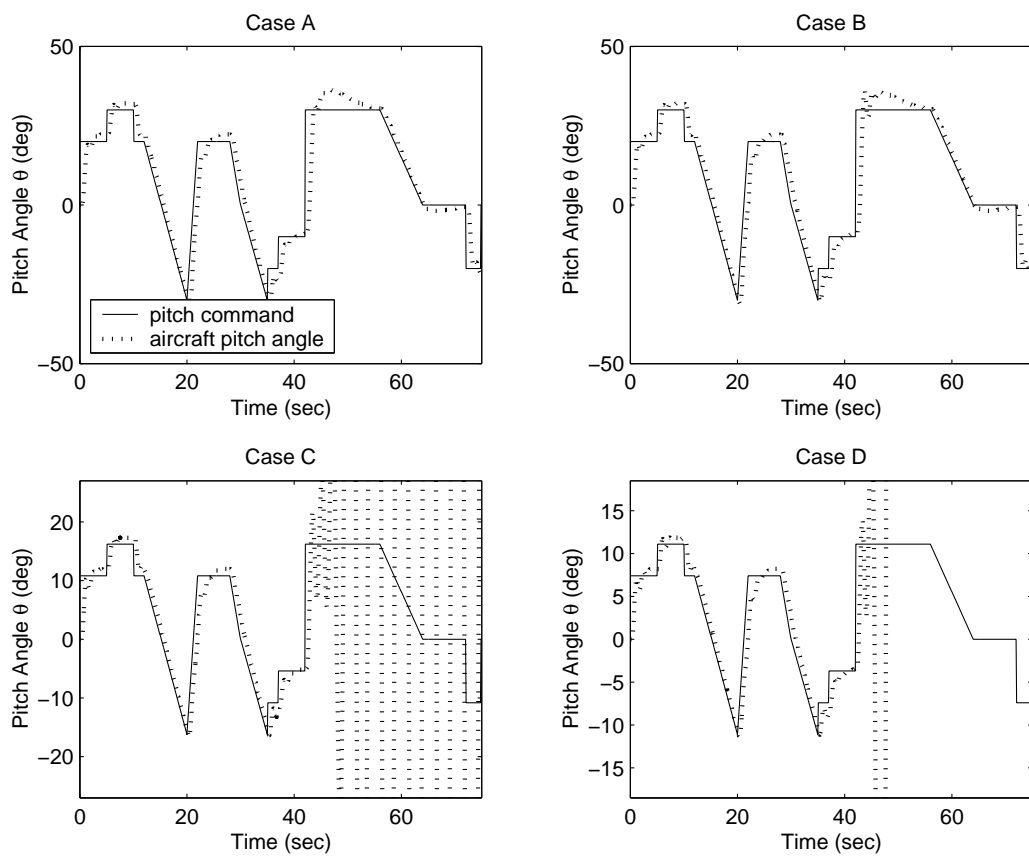 Case A
50
0
−50
Pitch Angle θ (deg)
pitch command
aircraft pitch angle
0
20
40
60
Time (sec)
Case B
50
0
−50
Pitch Angle θ (deg)
0
20
40
60
Time (sec)
Case C
20
10
0
−10
−20
Pitch Angle θ (deg)
0
20
40
60
Time (sec)
Case D
15
10
5
0
−5
−10
−15
Pitch Angle θ (deg)
0
20
40
60
Time (sec)